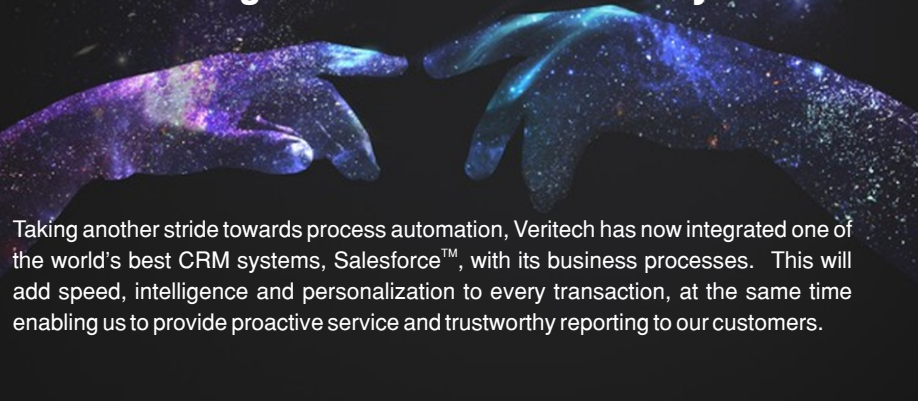 Taking another stride towards process automation, Veritech has now integrated one of
the world's best CRM systems, Salesforce™, with its business processes.  This will
add speed, intelligence and personalization to every transaction, at the same time
enabling us to provide proactive service and trustworthy reporting to our customers.